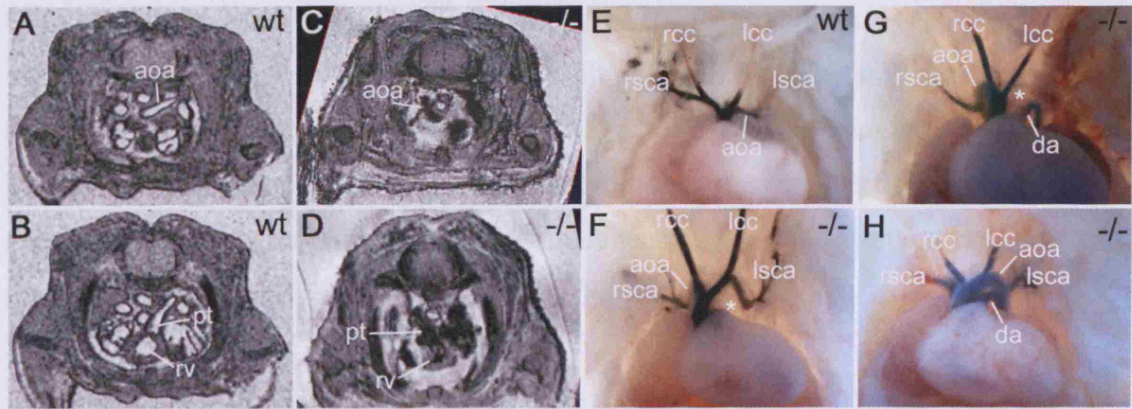 A wt
aoa
B wt
pt
rv
C -/-
aoa
D -/-
pt
rv
E wt
rcc lcc
rsca lsca
aoa
F -/-
rcc lcc
aoa
rsca lsca
*
G -/-
rcc lcc
aoa
rsca
*
da
H -/-
rcc lcc
aoa
rsca lsca
da